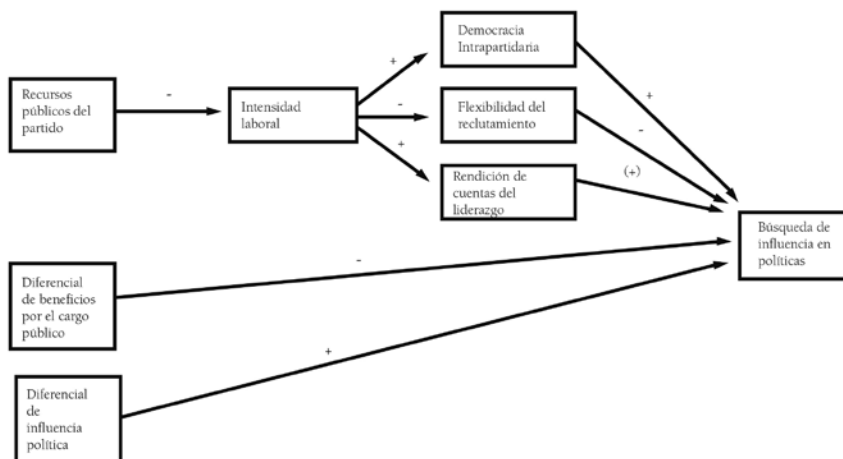 Democracia
Intrapartidaria
+
+
Recursos
públicos del
partido
-
Intensidad
laboral
-
Flexibilidad del
reclutamiento
-
+
Rendición de
cuentas del
liderazgo
(+)
Búsqueda de
influencia en
políticas
Diferencial
de beneficios
por el cargo
público
-
+
Diferencial
de
influencia
política